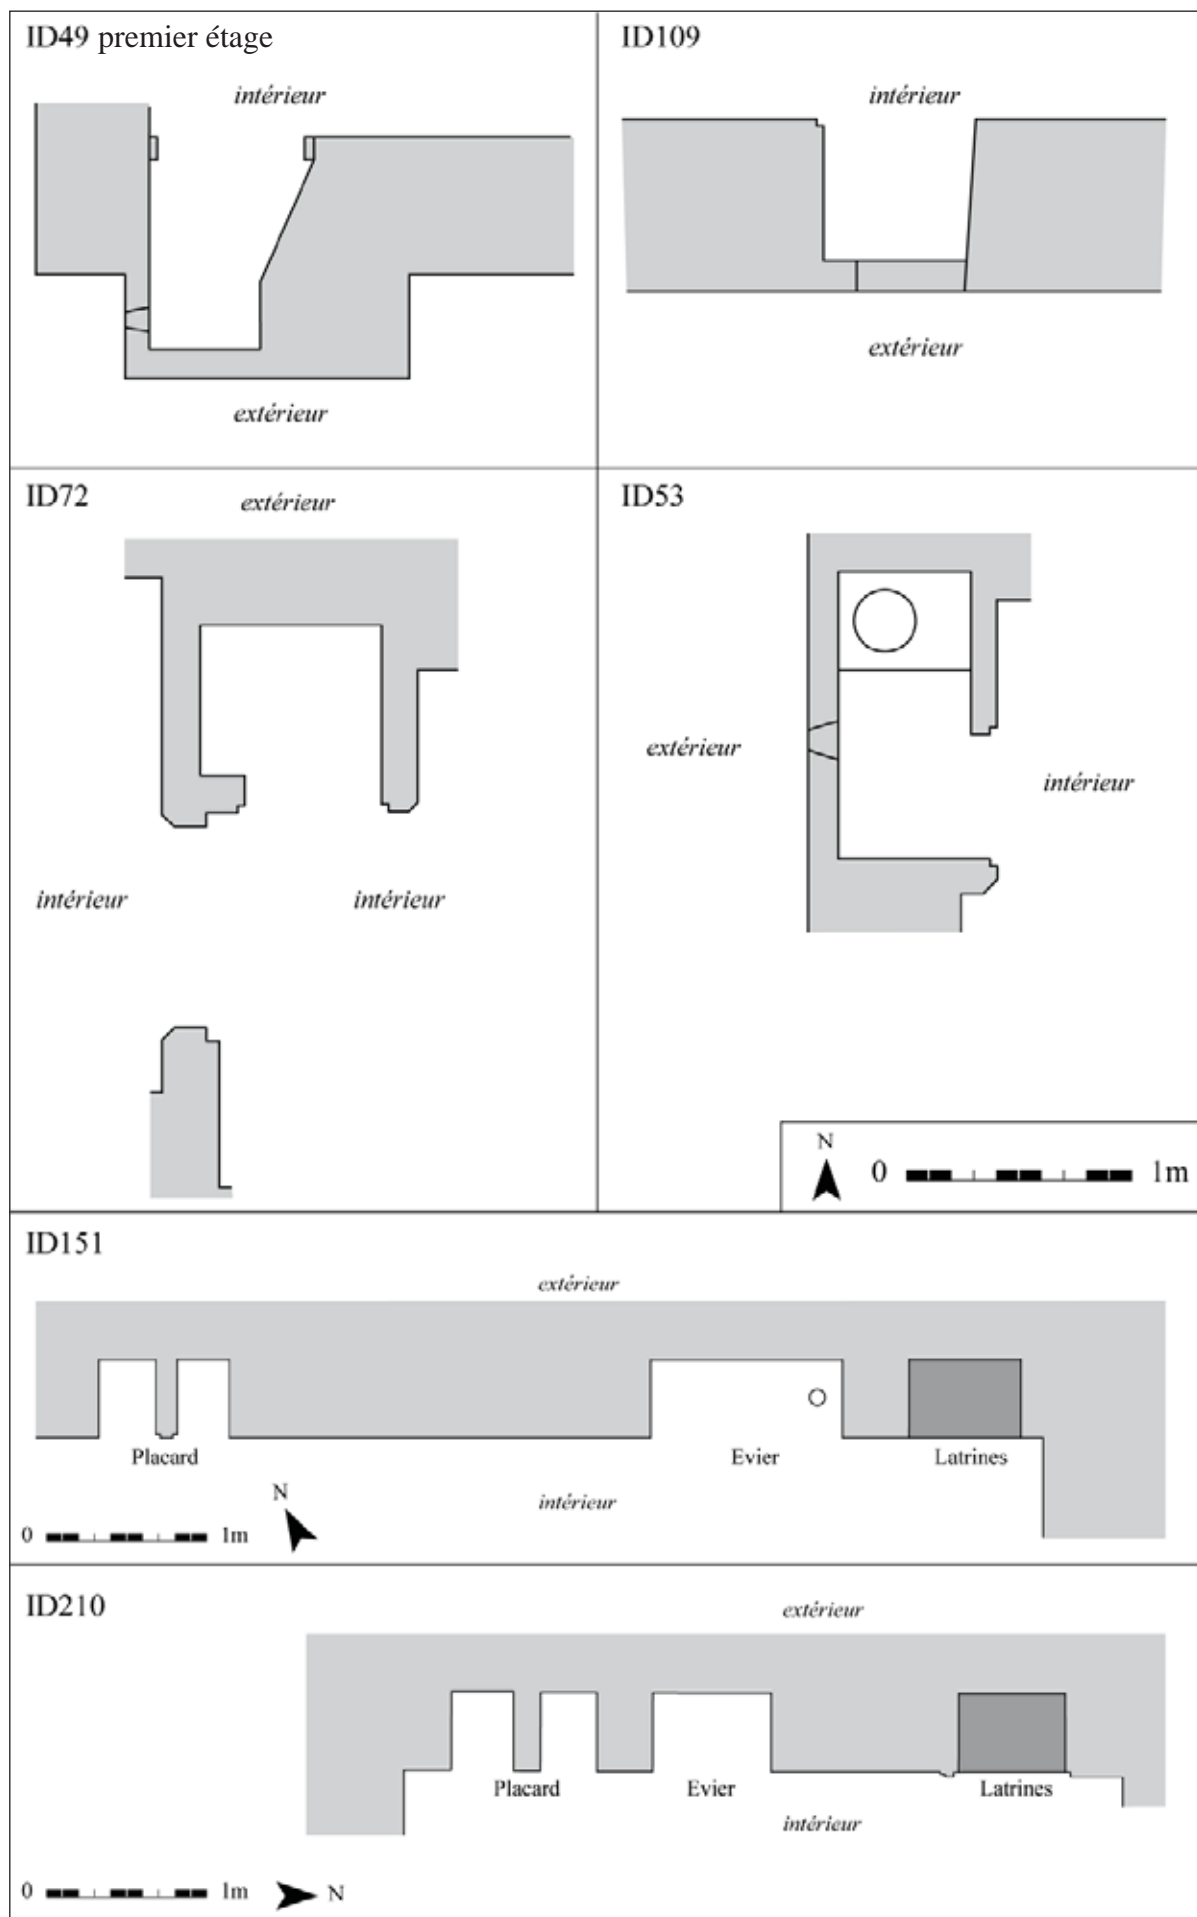 ID49 premier étage
intérieur
extérieur
ID109
intérieur
extérieur
ID72
extérieur
intérieur
intérieur
ID53
extérieur
intérieur
N
0 1m
ID151
extérieur
Placard
Evier
Latrines
intérieur
N
0 1m
ID210
extérieur
Placard
Evier
Latrines
intérieur
0 1m
N